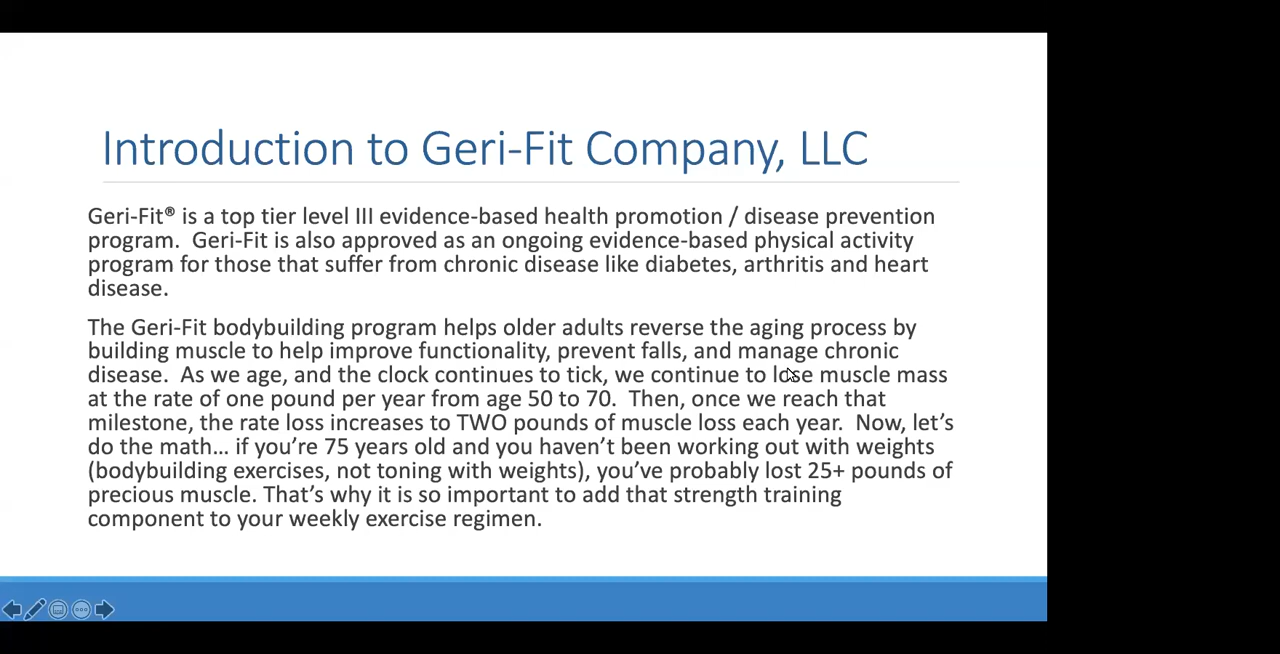 Introduction to Geri-Fit Company, LLC
Geri-Fit® is a top tier level III evidence-based health promotion / disease prevention
program.  Geri-Fit is also approved as an ongoing evidence-based physical activity
program for those that suffer from chronic disease like diabetes, arthritis and heart
disease.
The Geri-Fit bodybuilding program helps older adults reverse the aging process by
building muscle to help improve functionality, prevent falls, and manage chronic
disease.  As we age, and the clock continues to tick, we continue to lose muscle mass
at the rate of one pound per year from age 50 to 70.  Then, once we reach that
milestone, the rate loss increases to TWO pounds of muscle loss each year.  Now, let’s
do the math… if you’re 75 years old and you haven’t been working out with weights
(bodybuilding exercises, not toning with weights), you’ve probably lost 25+ pounds of
precious muscle. That’s why it is so important to add that strength training
component to your weekly exercise regimen.